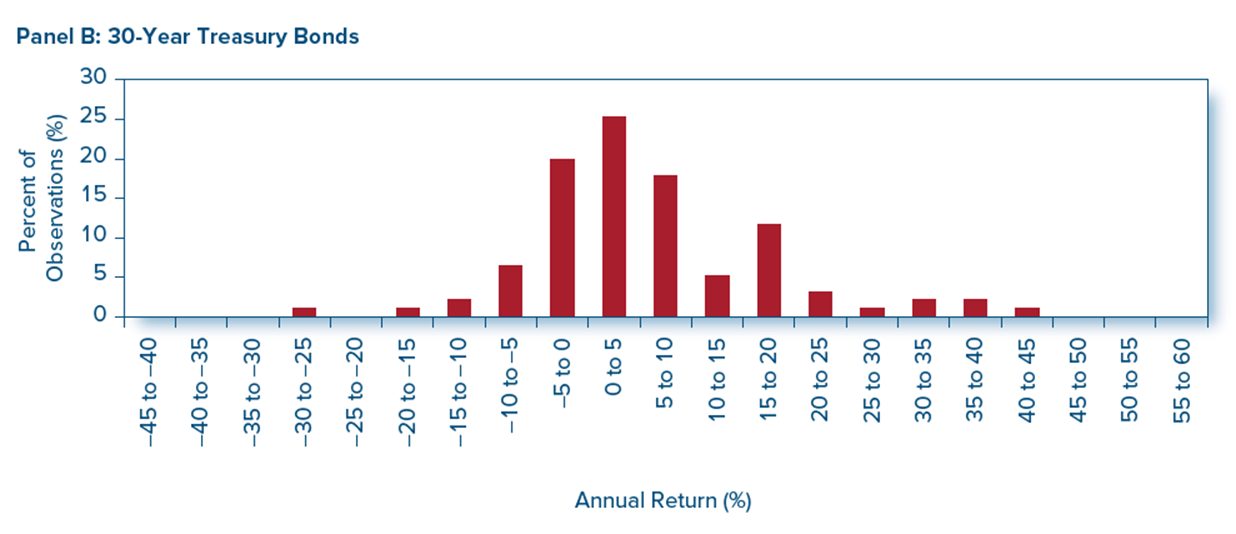 Panel B: 30-Year Treasury Bonds
Percent of
Observations (%)
30
25
20
15
10
5
0
–45 to –40
–40 to –35
–35 to –30
–30 to –25
–25 to –20
–20 to –15
–15 to –10
–10 to –5
–5 to 0
0 to 5
5 to 10
10 to 15
15 to 20
20 to 25
25 to 30
30 to 35
35 to 40
40 to 45
45 to 50
50 to 55
55 to 60
Annual Return (%)